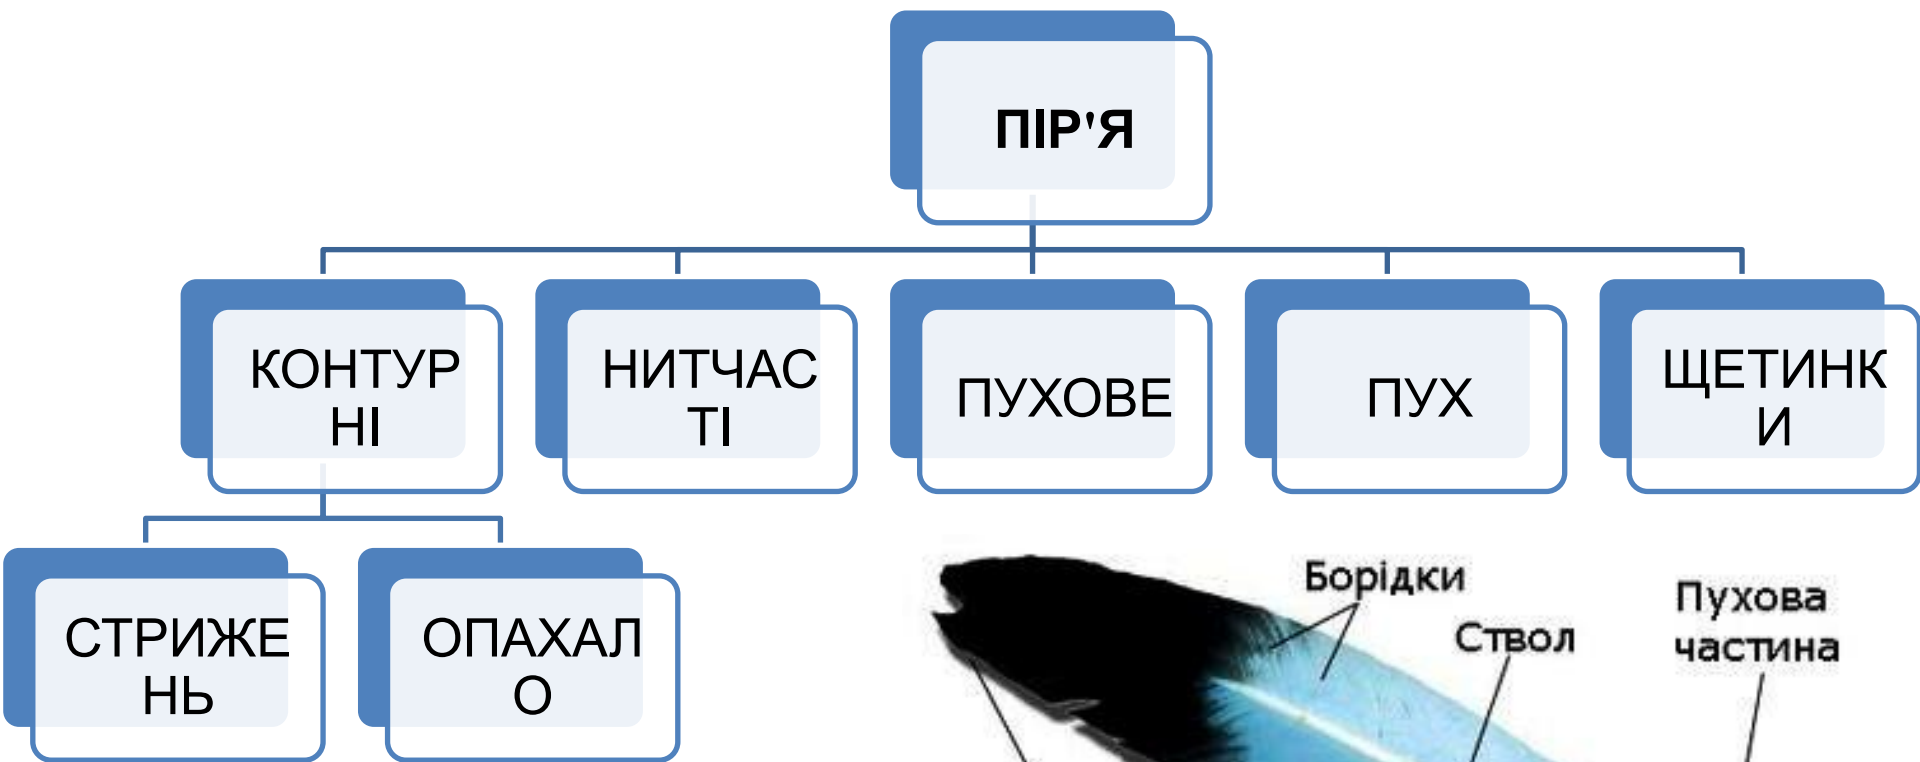 ПІР'Я
КОНТУР
НІ
НИТЧАС
ТІ
ПУХОВЕ
ПУХ
ЩЕТИНК
И
СТРИЖЕ
НЬ
ОПАХАЛ
О
Борідки
Ствол
Пухова
частина